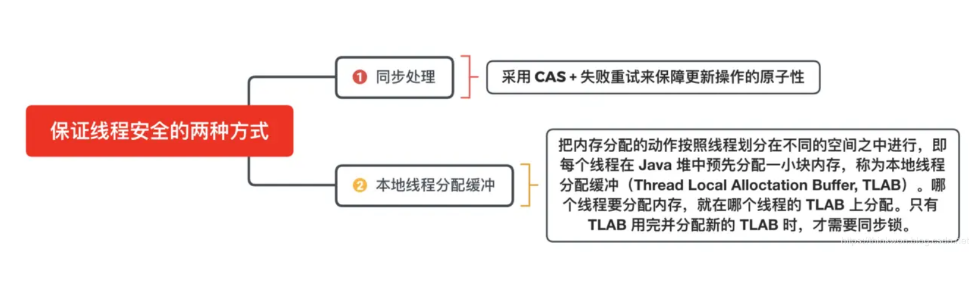 保证线程安全的两种方式
1 同步处理
采用 CAS + 失败重试来保障更新操作的原子性
2 本地线程分配缓冲
把内存分配的动作按照线程划分在不同的空间之中进行，即
每个线程在 Java 堆中预先分配一小块内存，称为本地线程
分配缓冲（Thread Local Alloctation Buffer, TLAB）。哪
个线程要分配内存，就在哪个线程的 TLAB 上分配。只有
TLAB 用完并分配新的 TLAB 时，才需要同步锁。